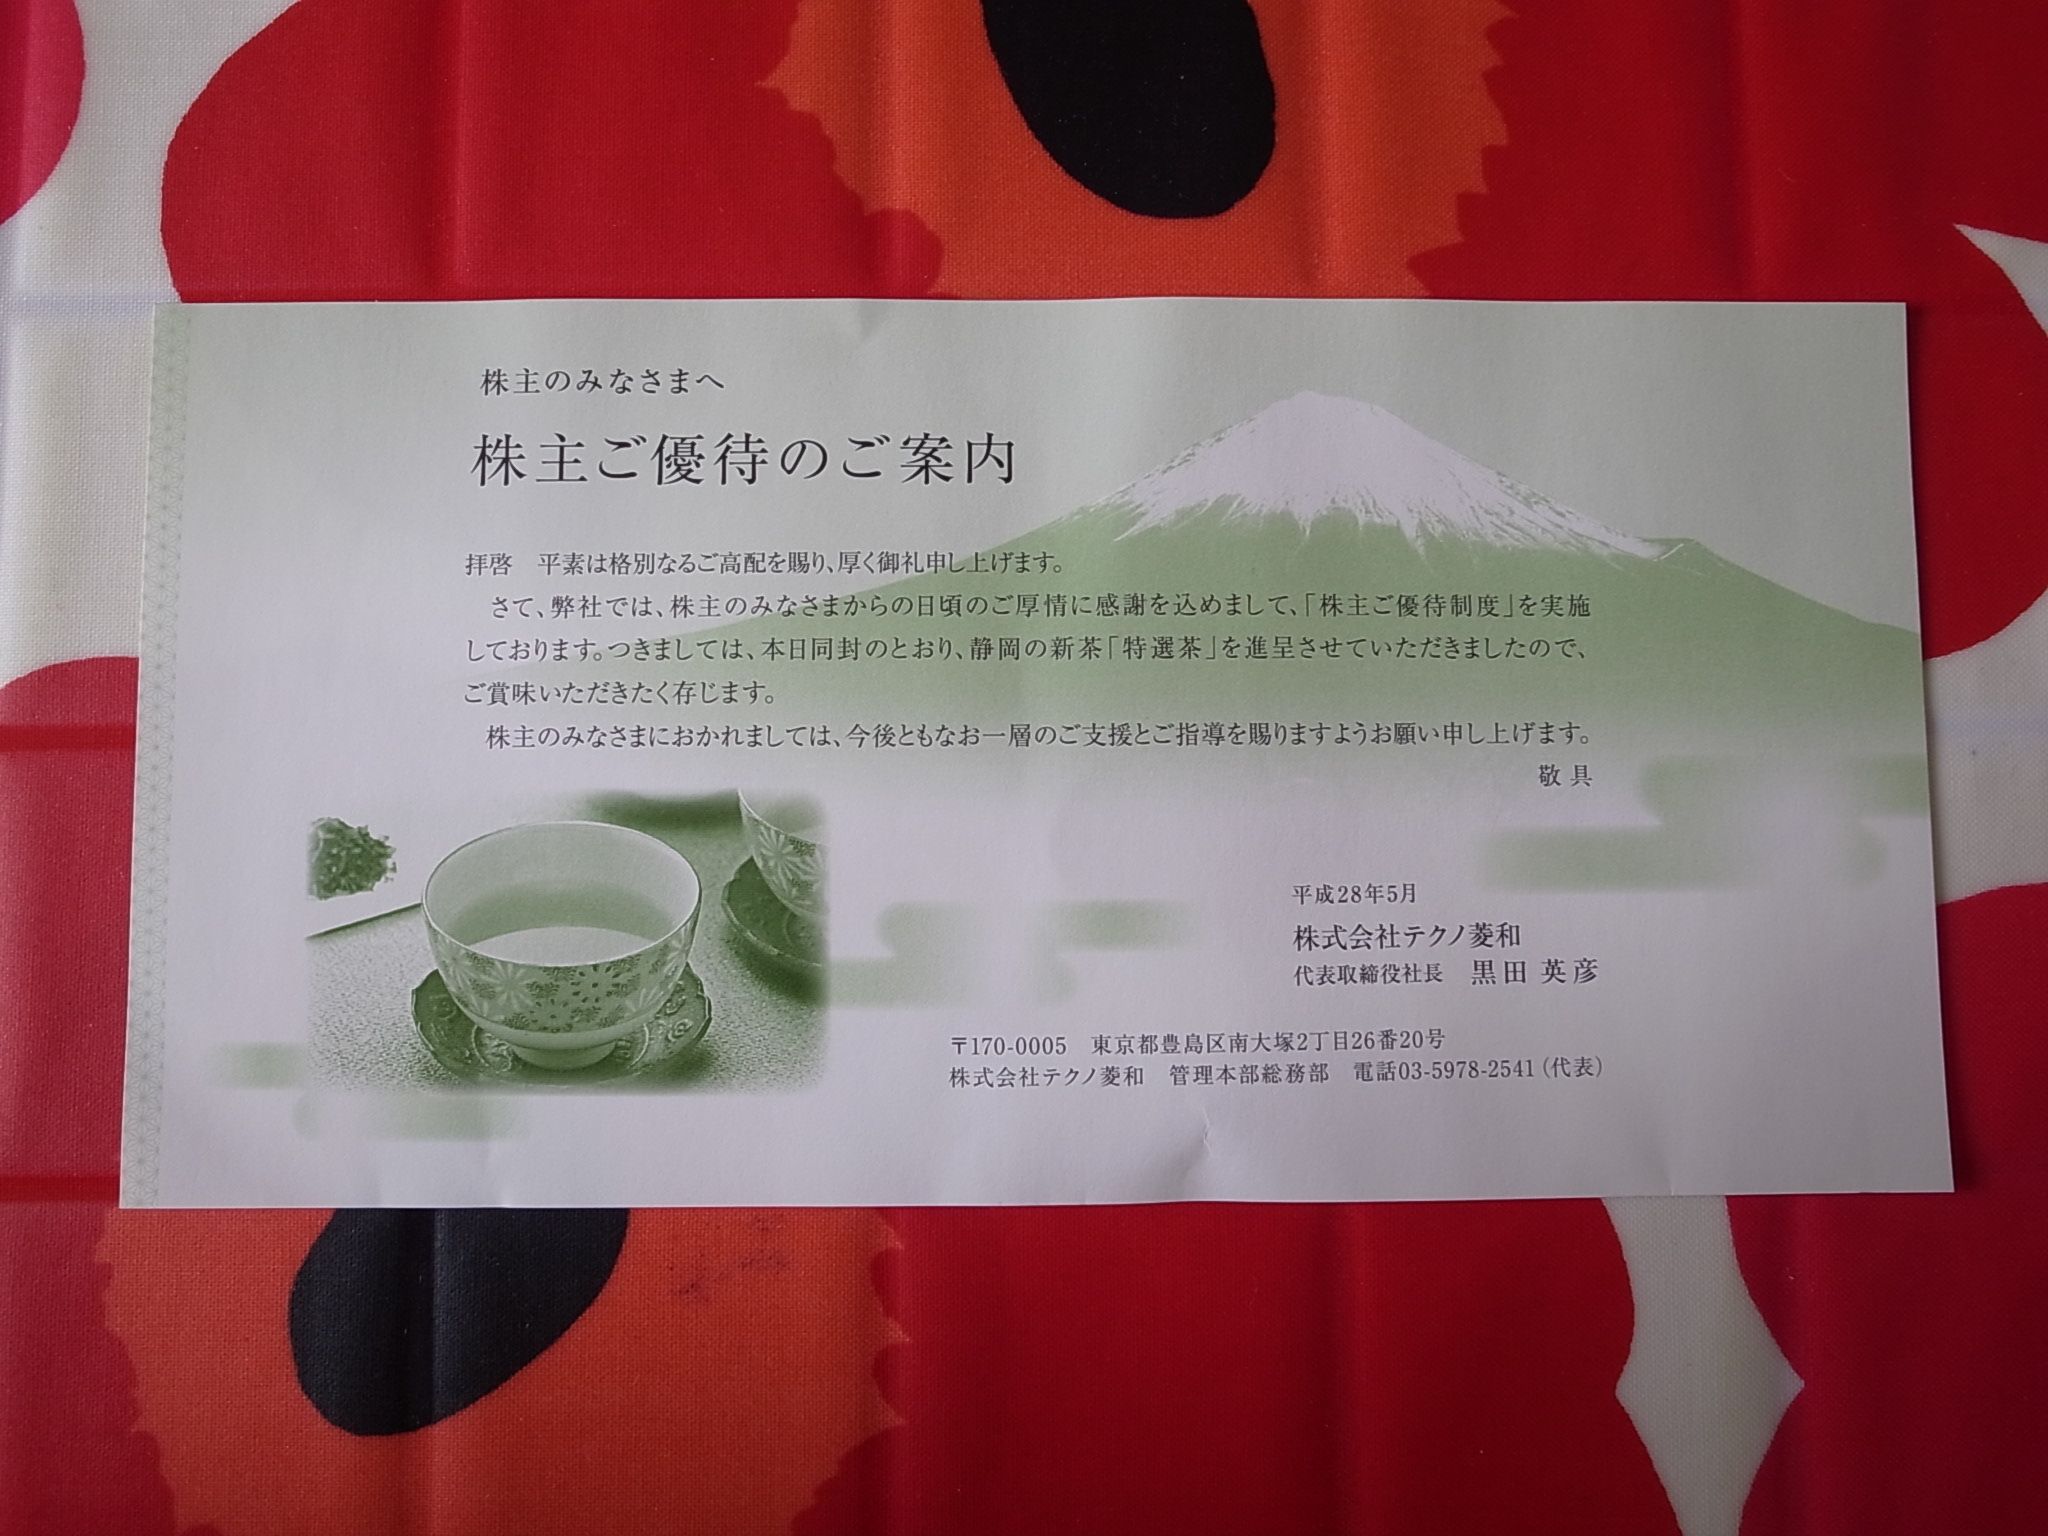 株主のみなさまへ
株主ご優待のご案内
拝啓　平素は格別なるご高配を賜り、厚く御礼申し上げます。
さて、弊社では、株主のみなさまからの日頃のご厚情に感謝を込めまして、「株主ご優待制度」を実施
しております。つきましては、本日同封のとおり、静岡の新茶「特選茶」を進呈させていただきましたので、
ご賞味いただきたく存じます。
株主のみなさまにおかれましては、今後ともなお一層のご支援とご指導を賜りますようお願い申し上げます。
敬具
平成28年5月
株式会社テクノ菱和
代表取締役社長　黒田 英彦
〒170-0005　東京都豊島区南大塚2丁目26番20号
株式会社テクノ菱和　管理本部総務部　電話03-5978-2541（代表）